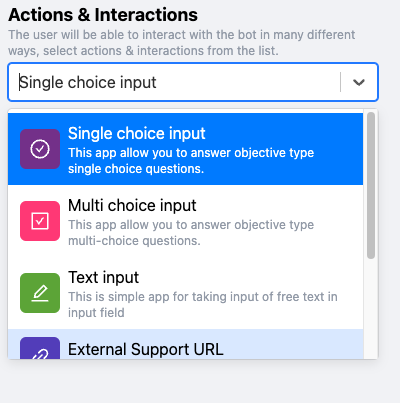 Actions & Interactions
The user will be able to interact with the bot in many different
ways, select actions & interactions from the list.
Single choice input
Single choice input
This app allow you to answer objective type
single choice questions.
Multi choice input
This app allow you to answer objective type
multi-choice questions.
Text input
This is simple app for taking input of free text in
input field
External Support URL